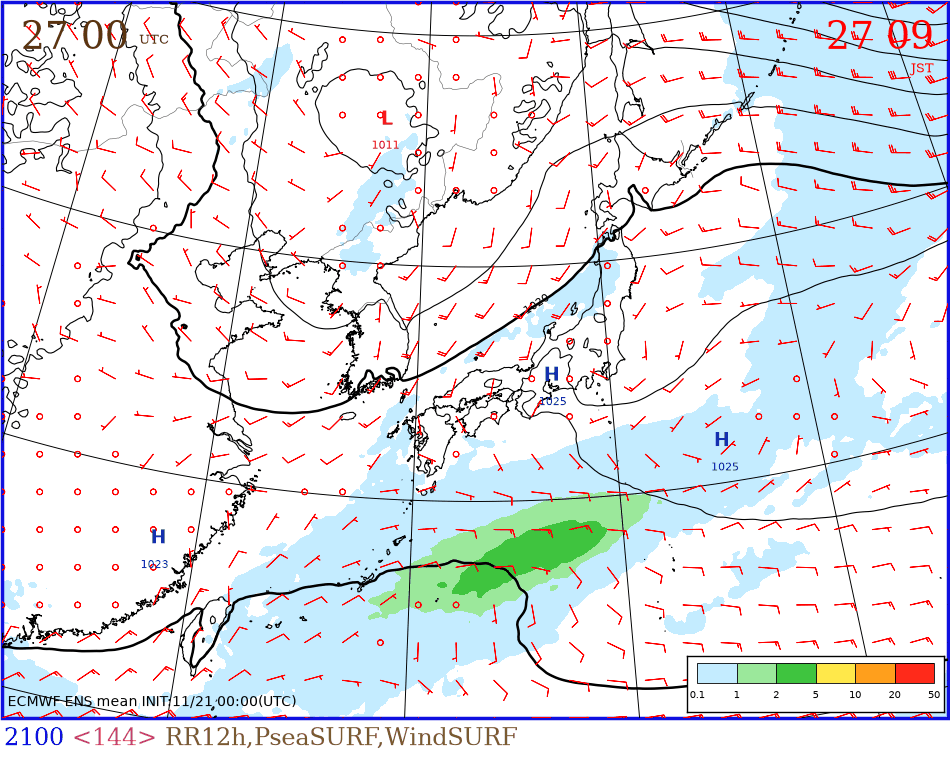 27 00 UTC
27 09 JST
L
1011
1020
H
1025
H
1025
H
1023
0.1 1 2 5 10 20 50
ECMWF ENS mean INIT:11/21 00:00(UTC)
2100 <144> RR12h,PseaSURF,WindSURF